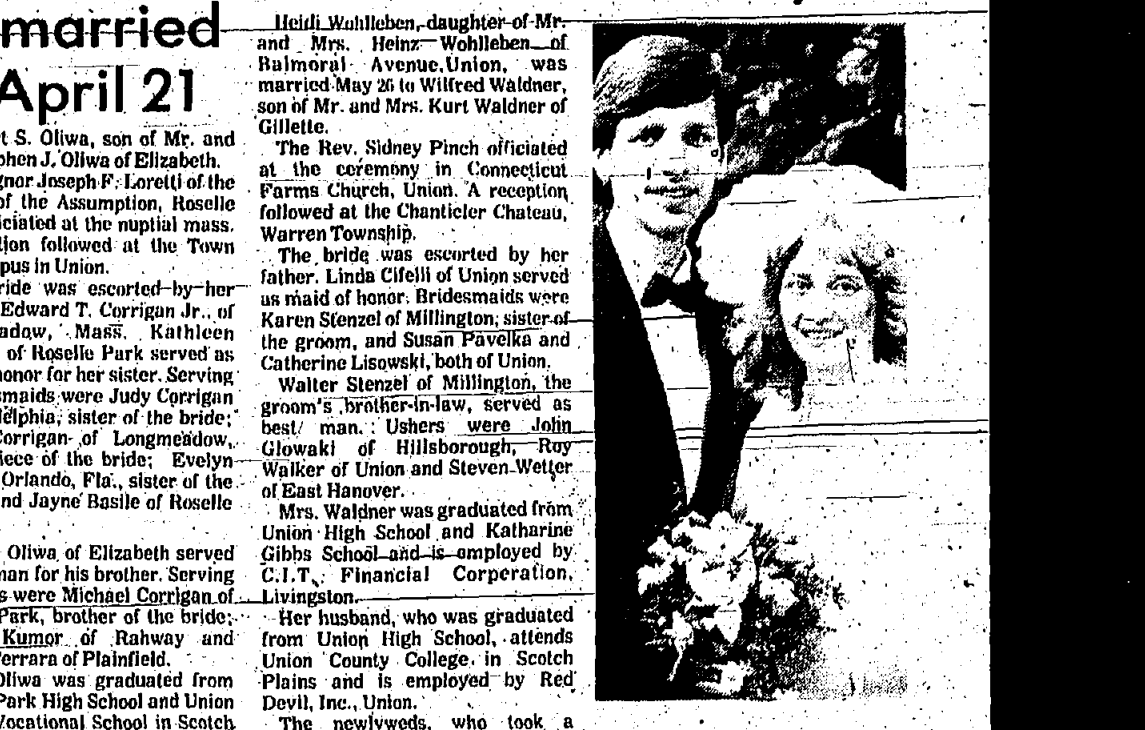 married
April 21
t S. Oliwa, son of Mr. and
phen J. Oliwa of Elizabeth.
gnor Joseph F. Loretti of the
of the Assumption, Roselle
iciated at the nuptial mass.
tion followed at the Town
pus in Union.
ride was escorted by her
Edward T. Corrigan Jr., of
adow, Mass. Kathleen
of Roselle Park served as
honor for her sister. Serving
smaids were Judy Corrigan
delphia, sister of the bride;
Corrigan of Longmeadow,
iece of the bride; Evelyn
Orlando, Fla., sister of the
nd Jayne Basile of Roselle
Oliwa of Elizabeth served
man for his brother. Serving
s were Michael Corrigan of
Park, brother of the bride;
Kumor of Rahway and
errara of Plainfield.
Oliwa was graduated from
Park High School and Union
Vocational School in Scotch
Heidi Wohlleben, daughter of Mr.
and Mrs. Heinz Wohlleben of
Balmoral Avenue, Union, was
married May 26 to Wilfred Waldner,
son of Mr. and Mrs. Kurt Waldner of
Gillette.
The Rev. Sidney Pinch officiated
at the ceremony in Connecticut
Farms Church, Union. A reception
followed at the Chanticler Chateau,
Warren Township.
The bride was escorted by her
father. Linda Cifelli of Union served
as maid of honor. Bridesmaids were
Karen Stenzel of Millington, sister of
the groom, and Susan Pavelka and
Catherine Lisowski, both of Union.
Walter Stenzel of Millington, the
groom's brother-in-law, served as
best man. Ushers were John
Glowaki of Hillsborough, Roy
Walker of Union and Steven Wetter
of East Hanover.
Mrs. Waldner was graduated from
Union High School and Katharine
Gibbs School and is employed by
C.I.T. Financial Corperation,
Livingston.
Her husband, who was graduated
from Union High School, attends
Union County College in Scotch
Plains and is employed by Red
Devil, Inc., Union.
The newlyweds, who took a